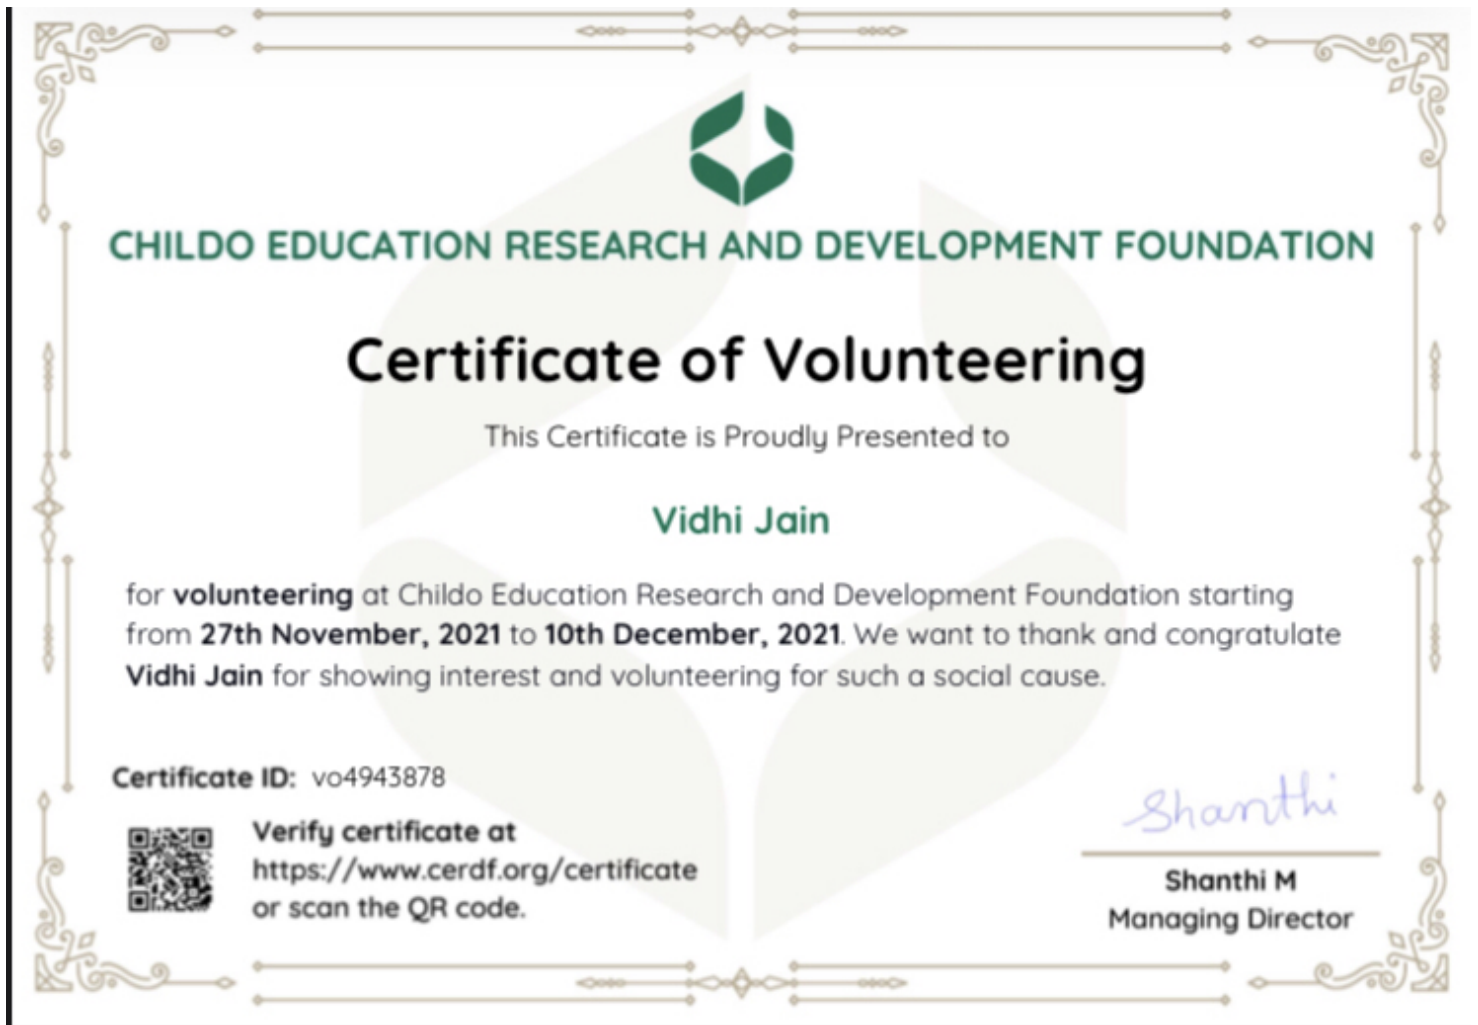 CHILDO EDUCATION RESEARCH AND DEVELOPMENT FOUNDATION
Certificate of Volunteering
This Certificate is Proudly Presented to
Vidhi Jain
for volunteering at Childo Education Research and Development Foundation starting
from 27th November, 2021 to 10th December, 2021. We want to thank and congratulate
Vidhi Jain for showing interest and volunteering for such a social cause.
Certificate ID: vo4943878
Verify certificate at
https://www.cerdf.org/certificate
or scan the QR code.
Shanthi
Shanthi M
Managing Director